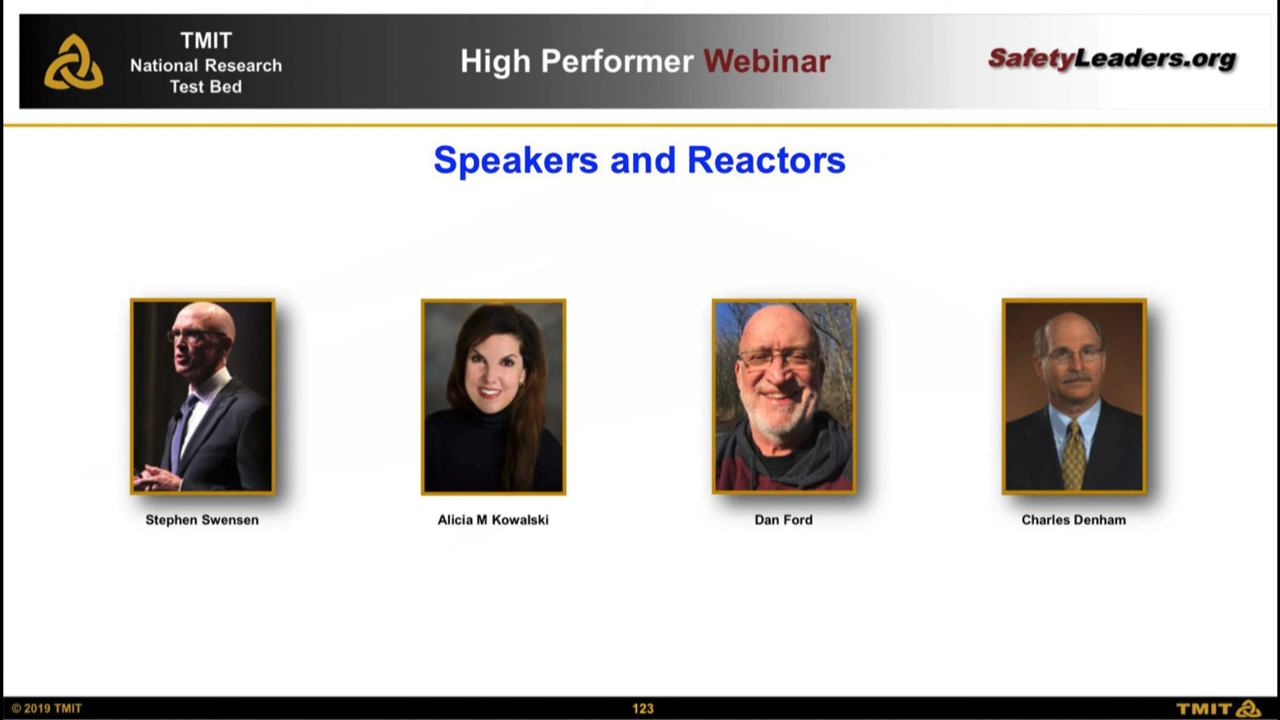 TMIT
National Research
Test Bed
High Performer Webinar
SafetyLeaders.org
Speakers and Reactors
Stephen Swensen
Alicia M Kowalski
Dan Ford
Charles Denham
© 2019 TMIT
123
TMIT